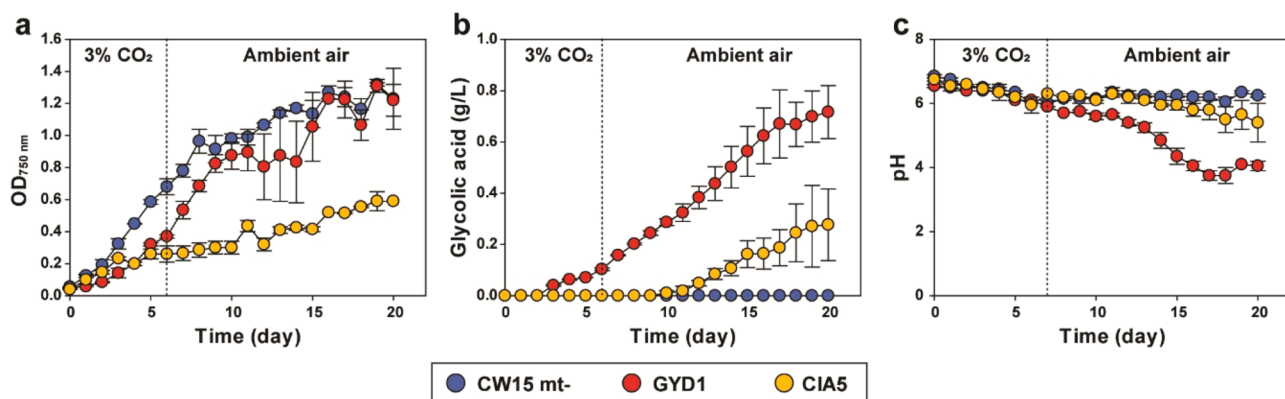 a
3% CO₂ Ambient air
OD750 nm
1.6
1.4
1.2
1.0
0.8
0.6
0.4
0.2
0.0
0 5 10 15 20
Time (day)
b
3% CO₂ Ambient air
Glycolic acid (g/L)
1.0
0.8
0.6
0.4
0.2
0.0
0 5 10 15 20
Time (day)
c
3% CO₂ Ambient air
pH
8
6
4
2
0
0 5 10 15 20
Time (day)
CW15 mt- GYD1 CIA5